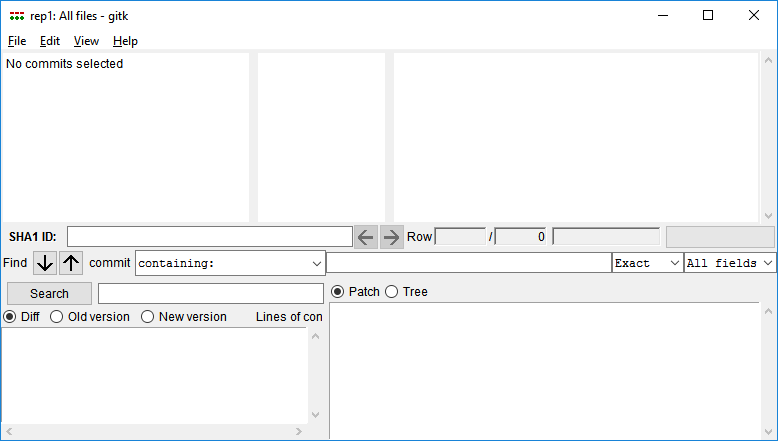 rep1: All files - gitk
File Edit View Help
No commits selected
SHA1 ID: Row / 0
Find commit containing: Exact All fields
Search Patch Tree
Diff Old version New version Lines of con